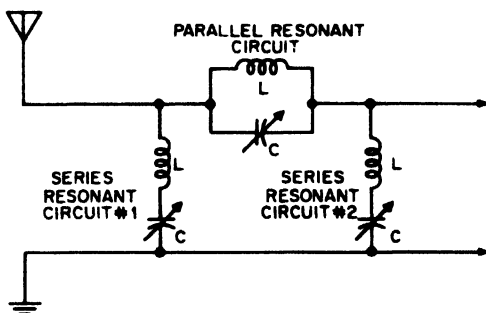 PARALLEL RESONANT
CIRCUIT
L
C
L
SERIES
RESONANT
CIRCUIT#1
C
L
SERIES
RESONANT
CIRCUIT#2
C